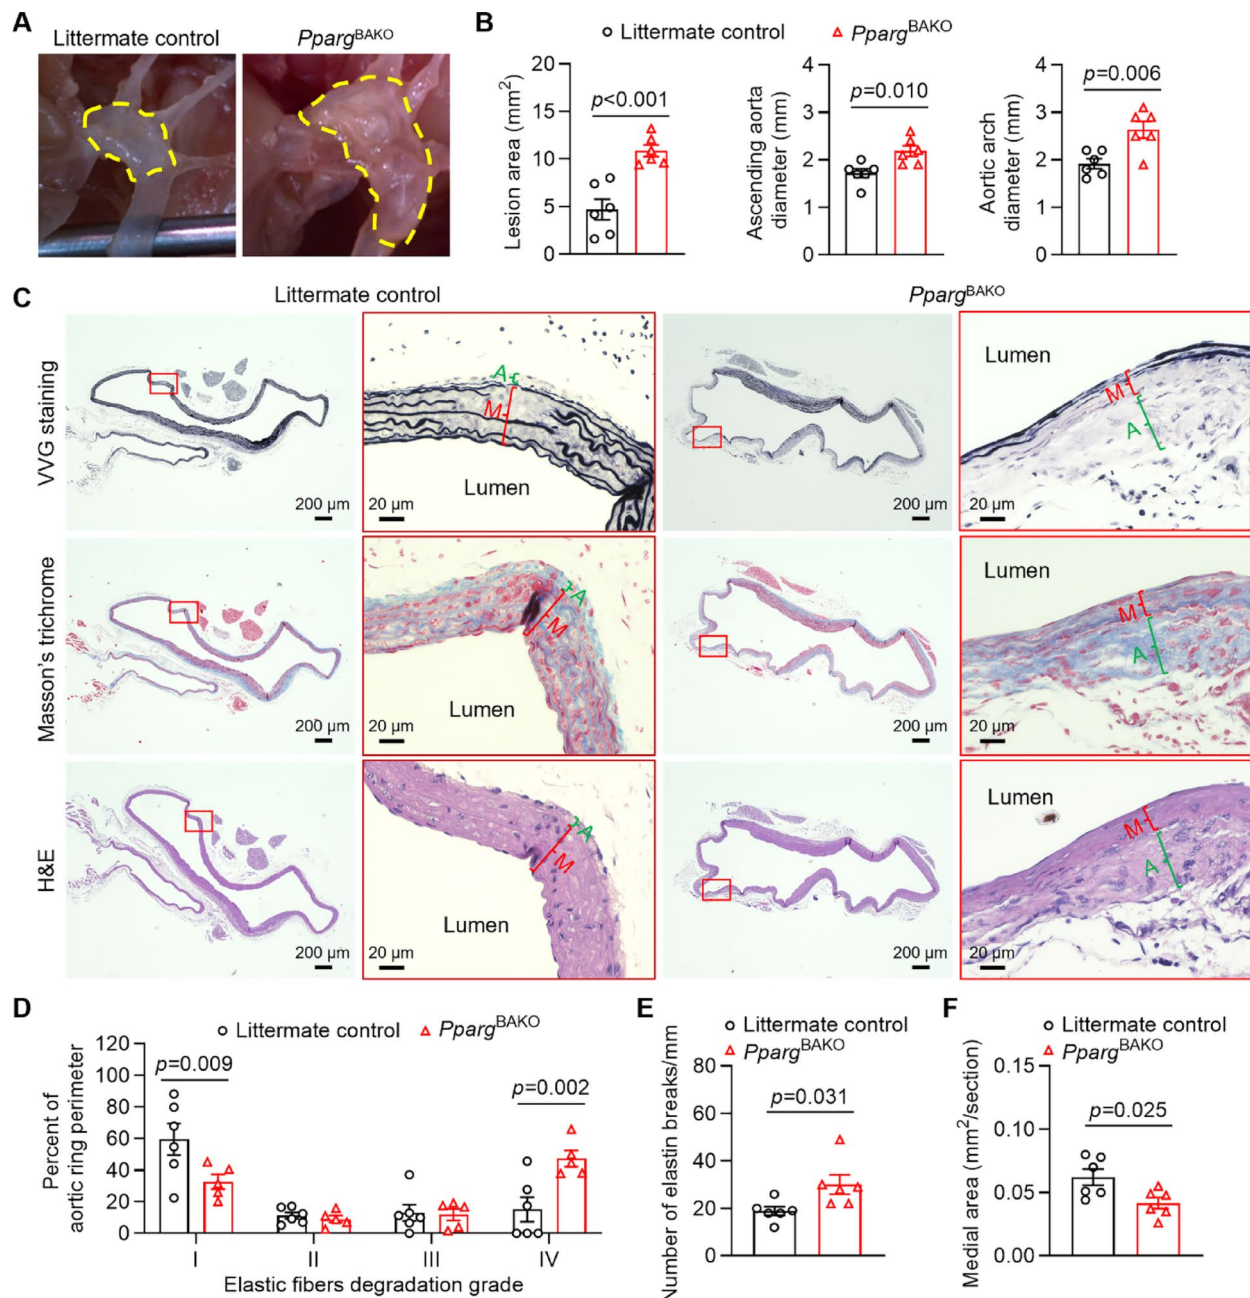 A
Littermate control
Pparg^BAKO
B
Littermate control
Pparg^BAKO
Lesion area (mm²)
20
15
10
5
0
p<0.001
Ascending aorta
diameter (mm)
4
3
2
1
0
p=0.010
Aortic arch
diameter (mm)
4
3
2
1
0
p=0.006
C
Littermate control
Pparg^BAKO
VVG staining
200 µm
A
M
Lumen
20 µm
200 µm
Lumen
M
A
20 µm
Masson's trichrome
200 µm
A
M
Lumen
20 µm
200 µm
Lumen
M
A
20 µm
H&E
200 µm
A
M
Lumen
20 µm
200 µm
Lumen
M
A
20 µm
D
Littermate control
Pparg^BAKO
Percent of
aortic ring perimeter
120
100
80
60
40
20
0
p=0.009
p=0.002
I
II
III
IV
Elastic fibers degradation grade
E
Littermate control
Pparg^BAKO
Number of elastin breaks/mm
80
60
40
20
0
p=0.031
F
Littermate control
Pparg^BAKO
Medial area (mm²/section)
0.15
0.10
0.05
0.00
p=0.025